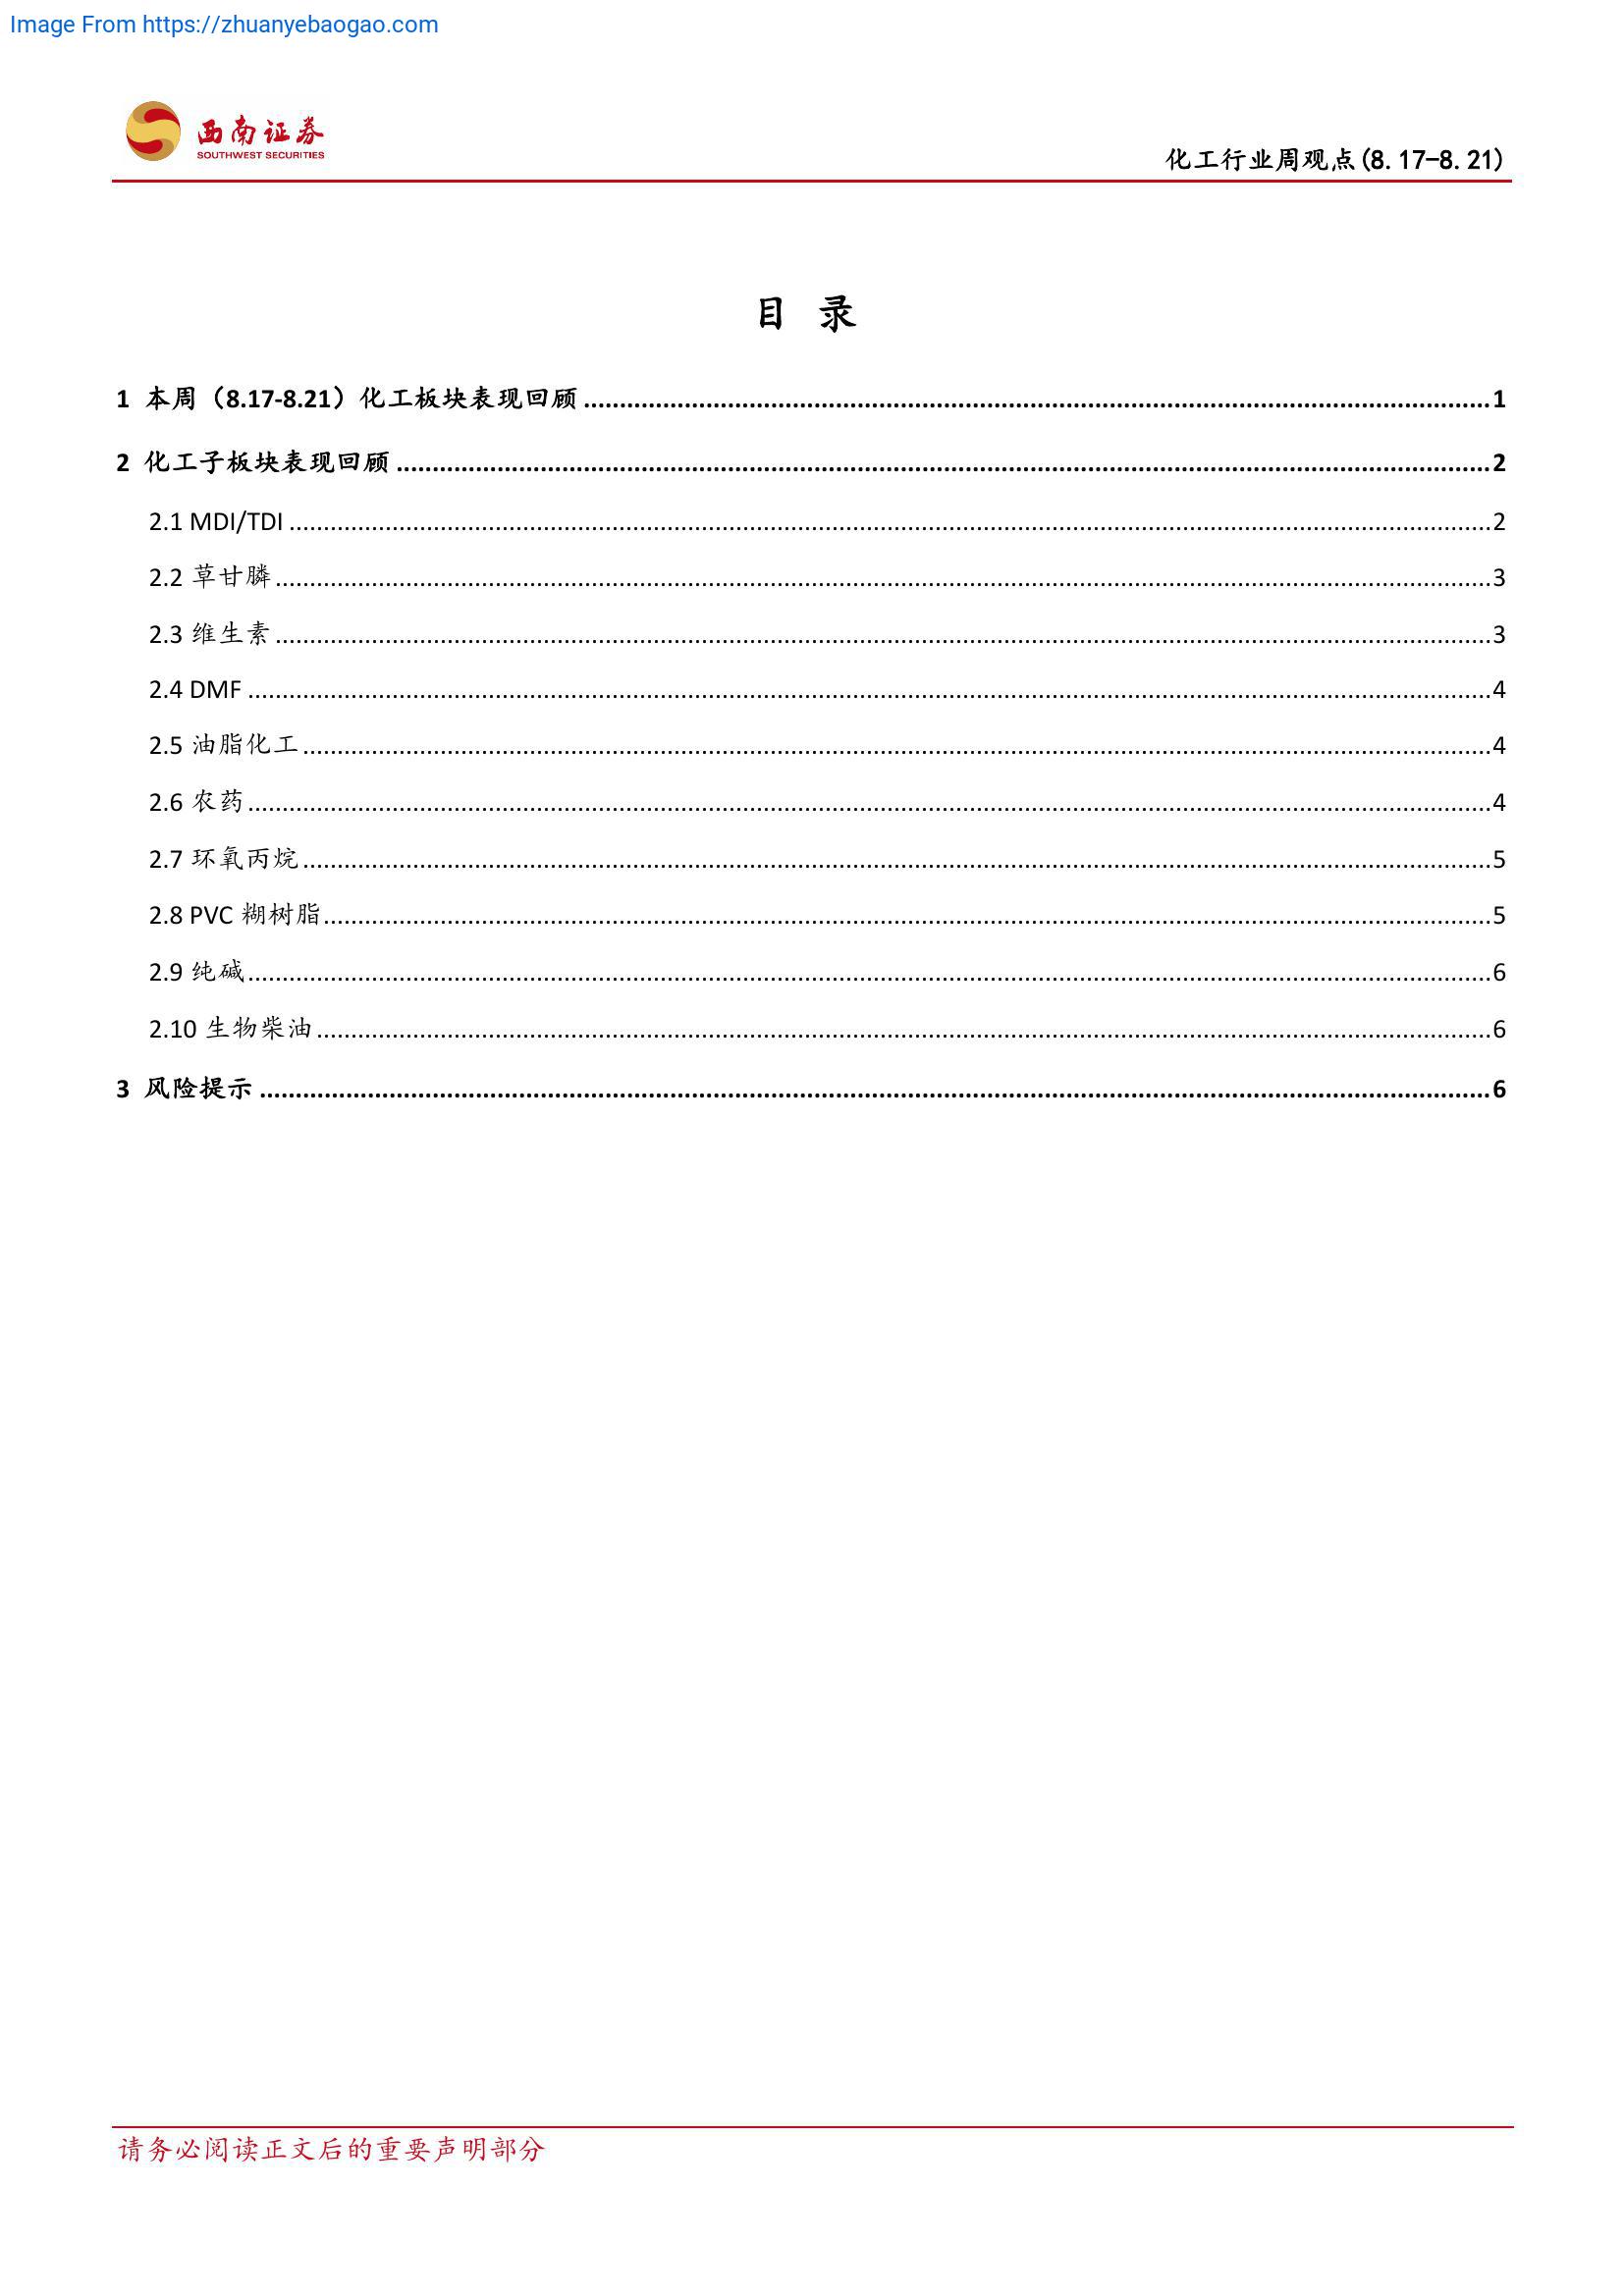 Image From https://zhuanyebaogao.com
西南证券
SOUTHWEST SECURITIES
化工行业周观点(8.17-8.21)
目 录
1 本周（8.17-8.21）化工板块表现回顾 ........................................ 1
2 化工子板块表现回顾 ........................................ 2
2.1 MDI/TDI ........................................ 2
2.2 草甘膦 ........................................ 3
2.3 维生素 ........................................ 3
2.4 DMF ........................................ 4
2.5 油脂化工 ........................................ 4
2.6 农药 ........................................ 4
2.7 环氧丙烷 ........................................ 5
2.8 PVC 糊树脂 ........................................ 5
2.9 纯碱 ........................................ 6
2.10 生物柴油 ........................................ 6
3 风险提示 ........................................ 6
请务必阅读正文后的重要声明部分